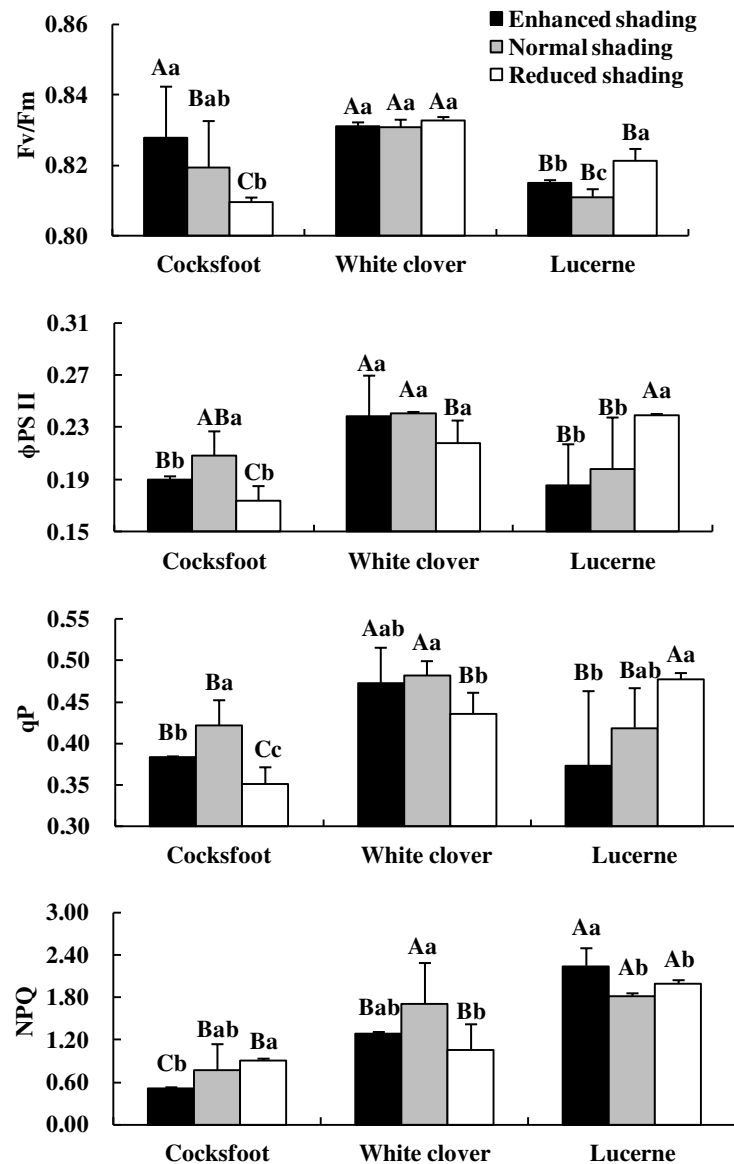 0.86
Enhanced shading
Normal shading
Reduced shading
Aa
Bab
Cb
Aa Aa Aa
Bb
Bc
Ba
0.84
0.82
0.80
Fv/Fm
Cocksfoot White clover Lucerne
0.31
0.27
0.23
0.19
0.15
ϕPS II
Bb
ABa
Cb
Aa
Aa
Ba
Bb
Bb
Aa
Cocksfoot White clover Lucerne
0.55
0.50
0.45
0.40
0.35
0.30
qP
Bb
Ba
Cc
Aab
Aa
Bb
Bb
Bab
Aa
Cocksfoot White clover Lucerne
3.00
2.40
1.80
1.20
0.60
0.00
NPQ
Cb
Bab
Ba
Bab
Aa
Bb
Aa
Ab
Ab
Cocksfoot White clover Lucerne